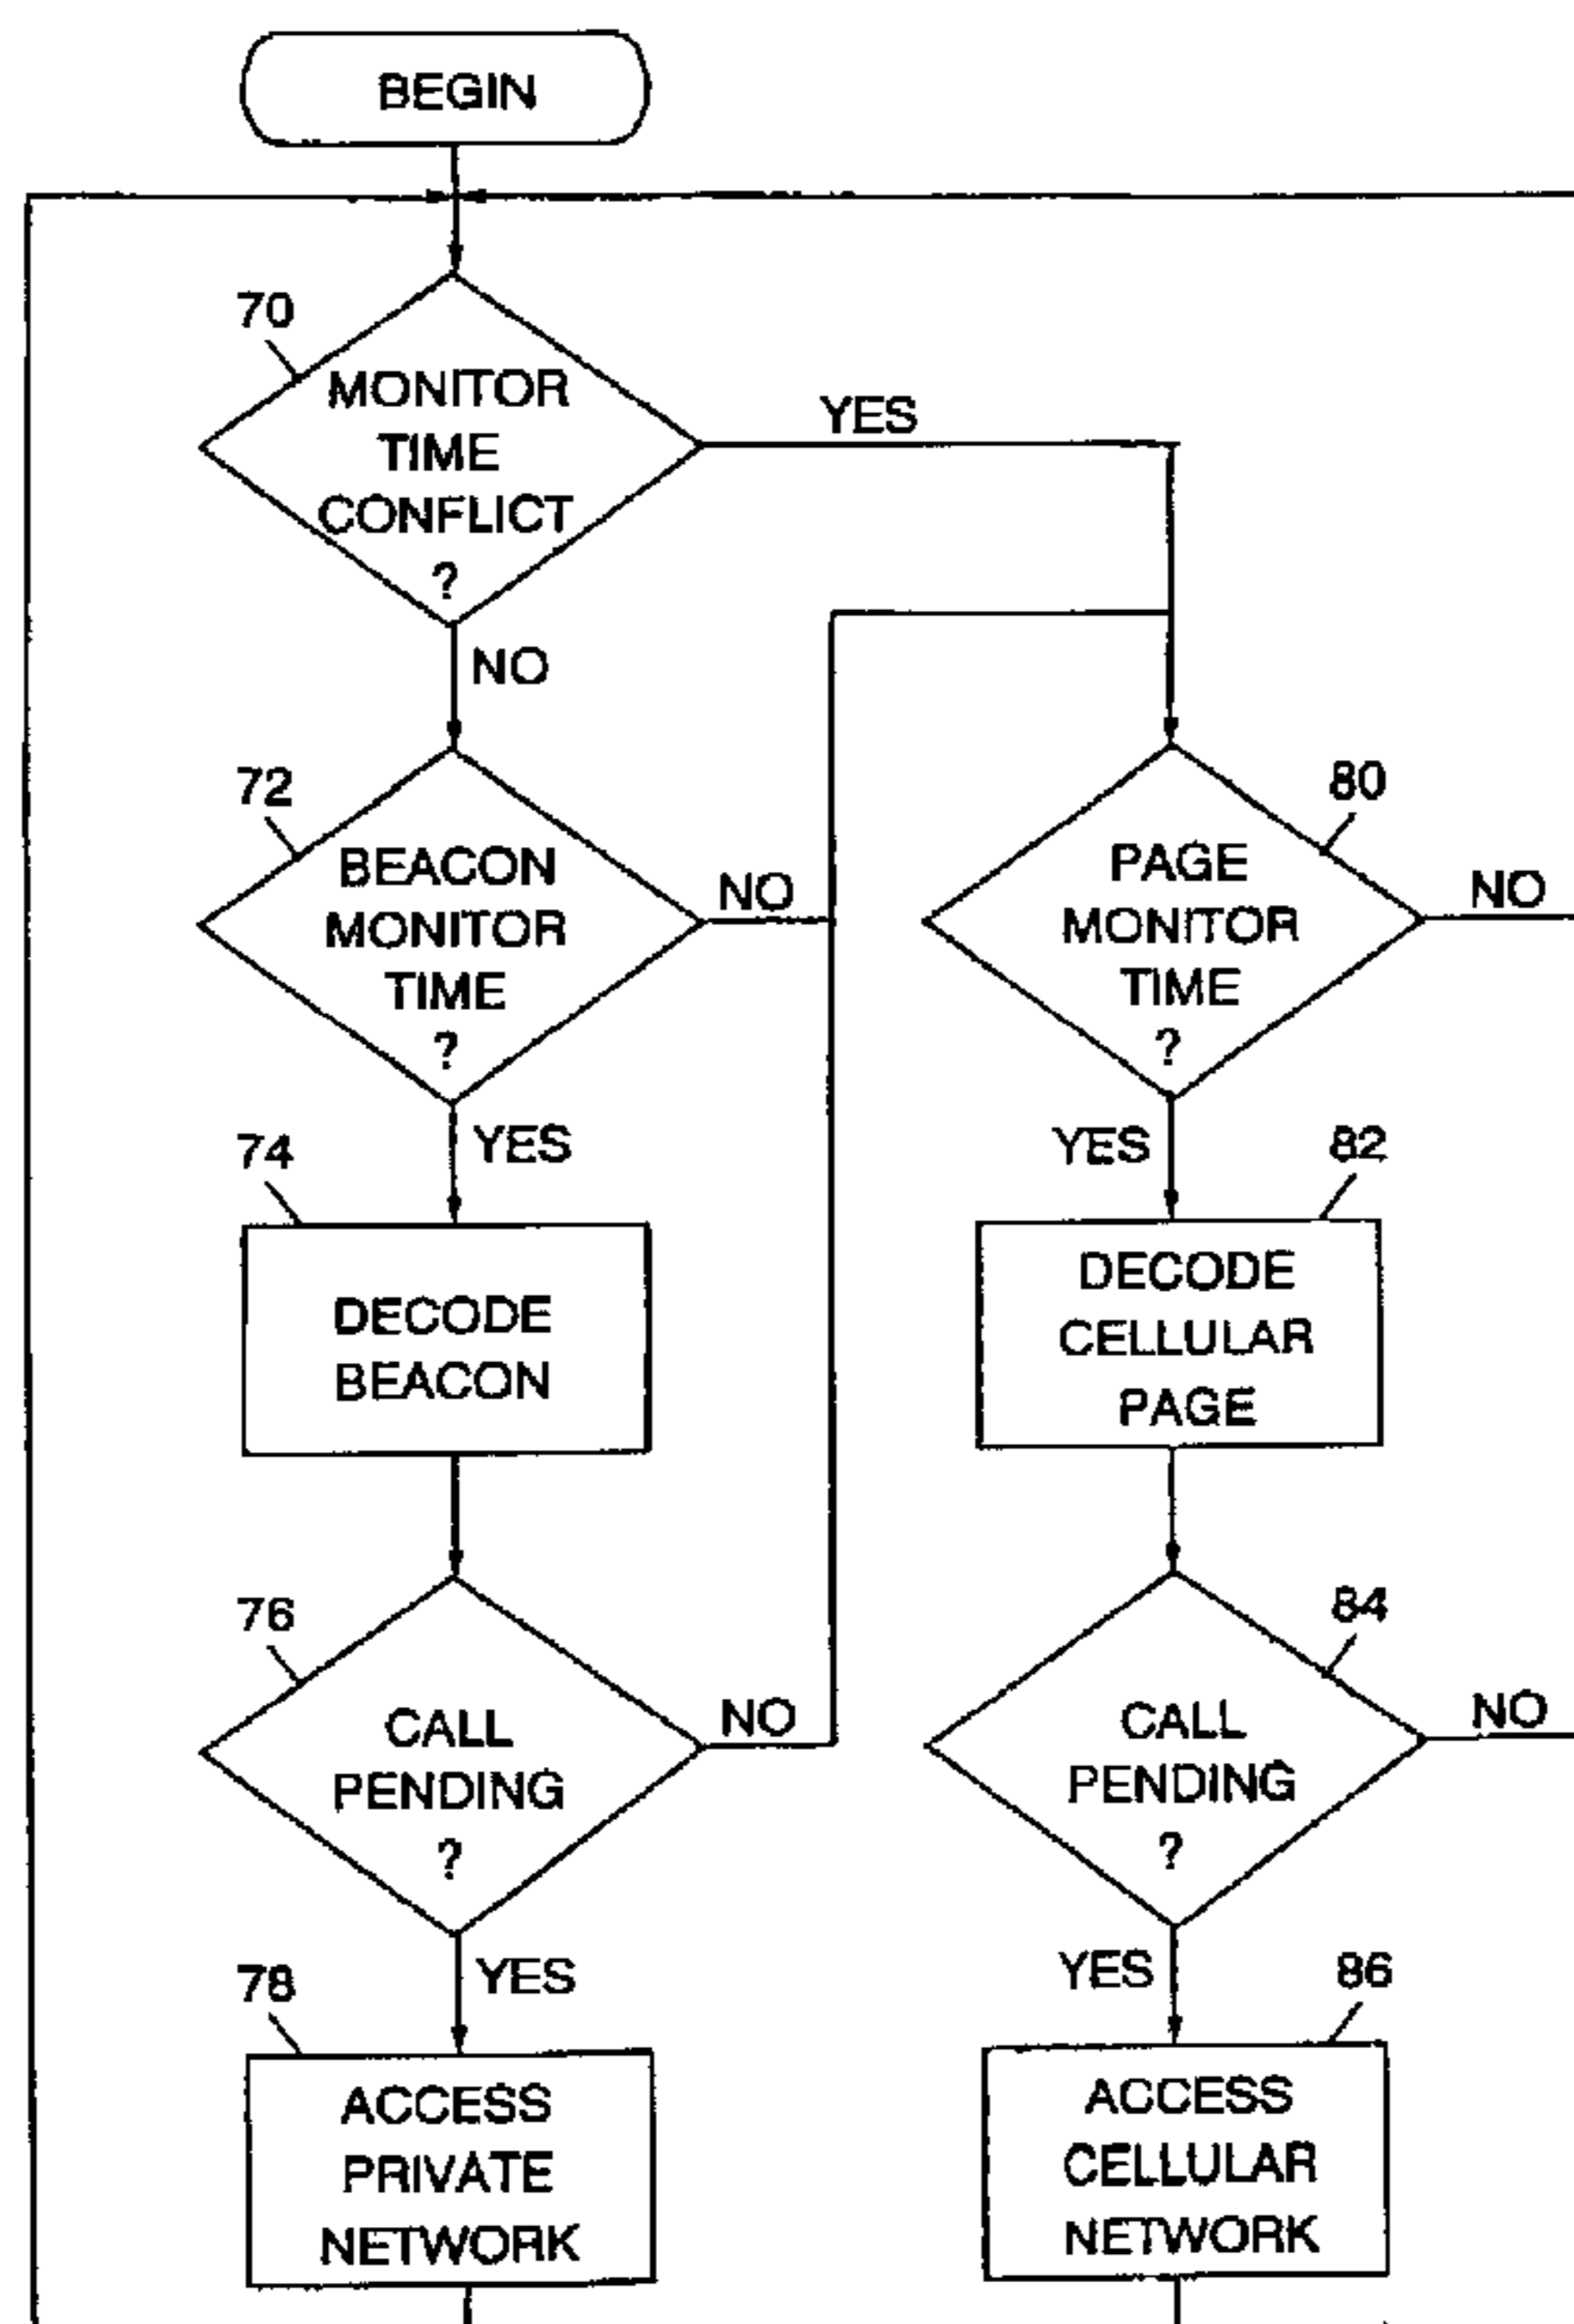 BEGIN
70
MONITOR
TIME
CONFLICT
?
YES
NO
72
BEACON
MONITOR
TIME
?
NO
YES
74
DECODE
BEACON
76
CALL
PENDING
?
NO
YES
78
ACCESS
PRIVATE
NETWORK
80
PAGE
MONITOR
TIME
?
NO
YES
82
DECODE
CELLULAR
PAGE
84
CALL
PENDING
?
NO
YES
86
ACCESS
CELLULAR
NETWORK